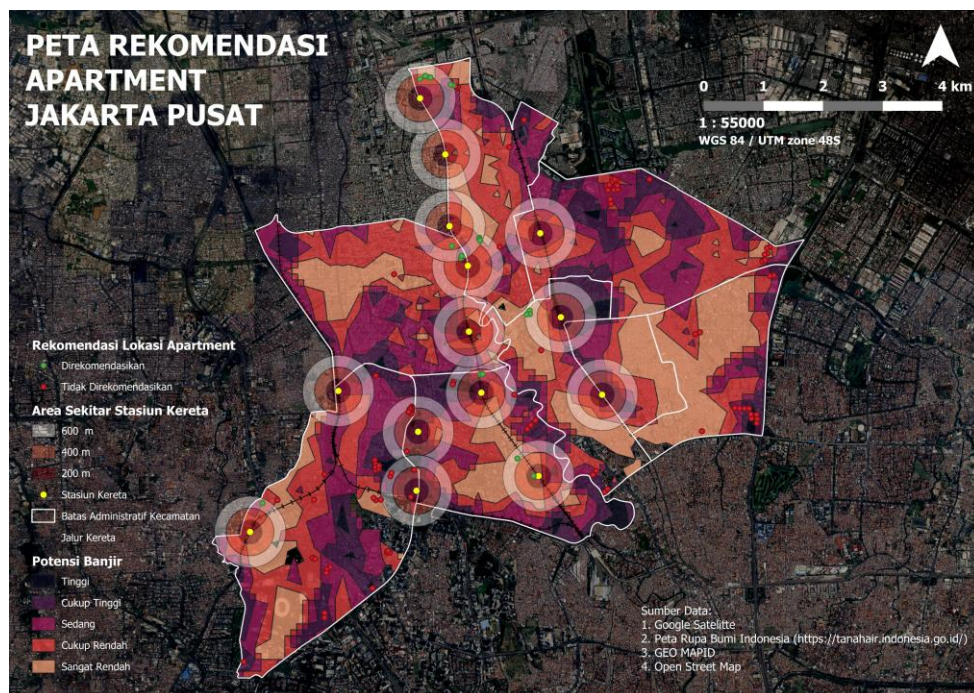 PETA REKOMENDASI
APARTMENT
JAKARTA PUSAT
0 1 2 3 4 km
1 : 55000
WGS 84 / UTM zone 48S
Rekomendasi Lokasi Apartment
Direkomendasikan
Tidak Direkomendasikan
Area Sekitar Stasiun Kereta
600 m
400 m
200 m
Stasiun Kereta
Batas Administratif Kecamatan
Jalur Kereta
Potensi Banjir
Tinggi
Cukup Tinggi
Sedang
Cukup Rendah
Sangat Rendah
Sumber Data:
1. Google Satelitte
2. Peta Rupa Bumi Indonesia (https://tanahair.indonesia.go.id/)
3. GEO MAPID
4. Open Street Map